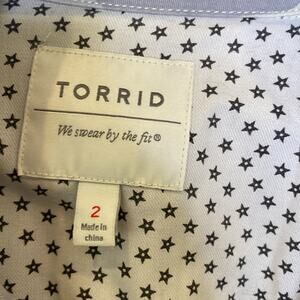 TORRID
We swear by the fit®
2
Made in
china